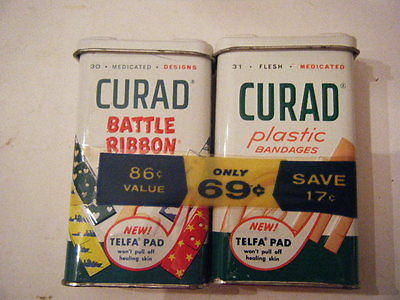 30 • MEDICATED • DESIGNS
CURAD®
BATTLE
RIBBON
NEW!
TELFA® PAD
won't pull off
healing skin
31 • FLESH • MEDICATED
CURAD®
plastic
BANDAGES
NEW!
TELFA® PAD
won't pull off
healing skin
86¢
VALUE
ONLY
69¢
SAVE
17¢